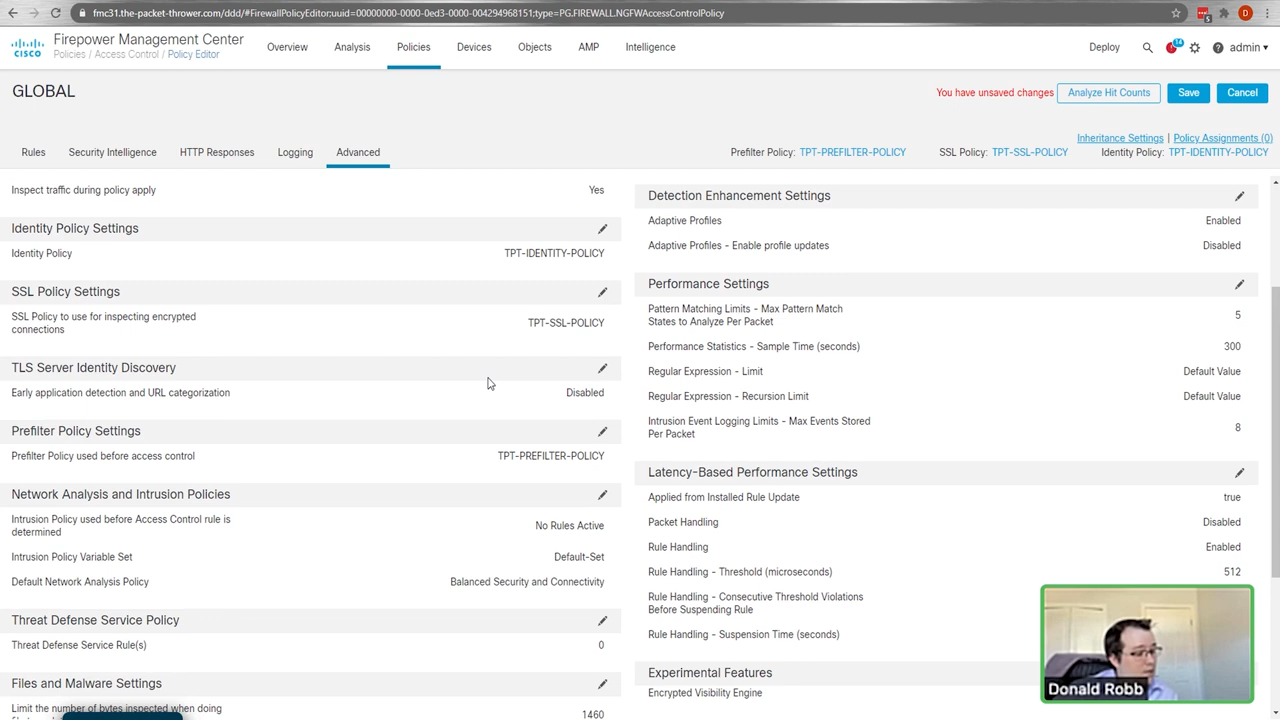 fmc31.the-packet-thrower.com/ddd/#FirewallPolicyEditor;uuid=00000000-0000-0ed3-0000-004294968151;type=PG.FIREWALL.NGFWAccessControlPolicy
5
D
CISCO
Firepower Management Center
Policies / Access Control / Policy Editor
Overview
Analysis
Policies
Devices
Objects
AMP
Intelligence
Deploy
14
admin
GLOBAL
You have unsaved changes
Analyze Hit Counts
Save
Cancel
Inheritance Settings | Policy Assignments (0)
Rules
Security Intelligence
HTTP Responses
Logging
Advanced
Prefilter Policy: TPT-PREFILTER-POLICY
SSL Policy: TPT-SSL-POLICY
Identity Policy: TPT-IDENTITY-POLICY
Inspect traffic during policy apply Yes
Identity Policy Settings
Identity Policy TPT-IDENTITY-POLICY
SSL Policy Settings
SSL Policy to use for inspecting encrypted
connections
TPT-SSL-POLICY
TLS Server Identity Discovery
Early application detection and URL categorization Disabled
Prefilter Policy Settings
Prefilter Policy used before access control TPT-PREFILTER-POLICY
Network Analysis and Intrusion Policies
Intrusion Policy used before Access Control rule is
determined
No Rules Active
Intrusion Policy Variable Set Default-Set
Default Network Analysis Policy Balanced Security and Connectivity
Threat Defense Service Policy
Threat Defense Service Rule(s) 0
Files and Malware Settings
Limit the number of bytes inspected when doing
1460
Detection Enhancement Settings
Adaptive Profiles Enabled
Adaptive Profiles - Enable profile updates Disabled
Performance Settings
Pattern Matching Limits - Max Pattern Match
States to Analyze Per Packet
5
Performance Statistics - Sample Time (seconds) 300
Regular Expression - Limit Default Value
Regular Expression - Recursion Limit Default Value
Intrusion Event Logging Limits - Max Events Stored
Per Packet
8
Latency-Based Performance Settings
Applied from Installed Rule Update true
Packet Handling Disabled
Rule Handling Enabled
Rule Handling - Threshold (microseconds) 512
Rule Handling - Consecutive Threshold Violations
Before Suspending Rule
Rule Handling - Suspension Time (seconds)
Experimental Features
Encrypted Visibility Engine
Donald Robb